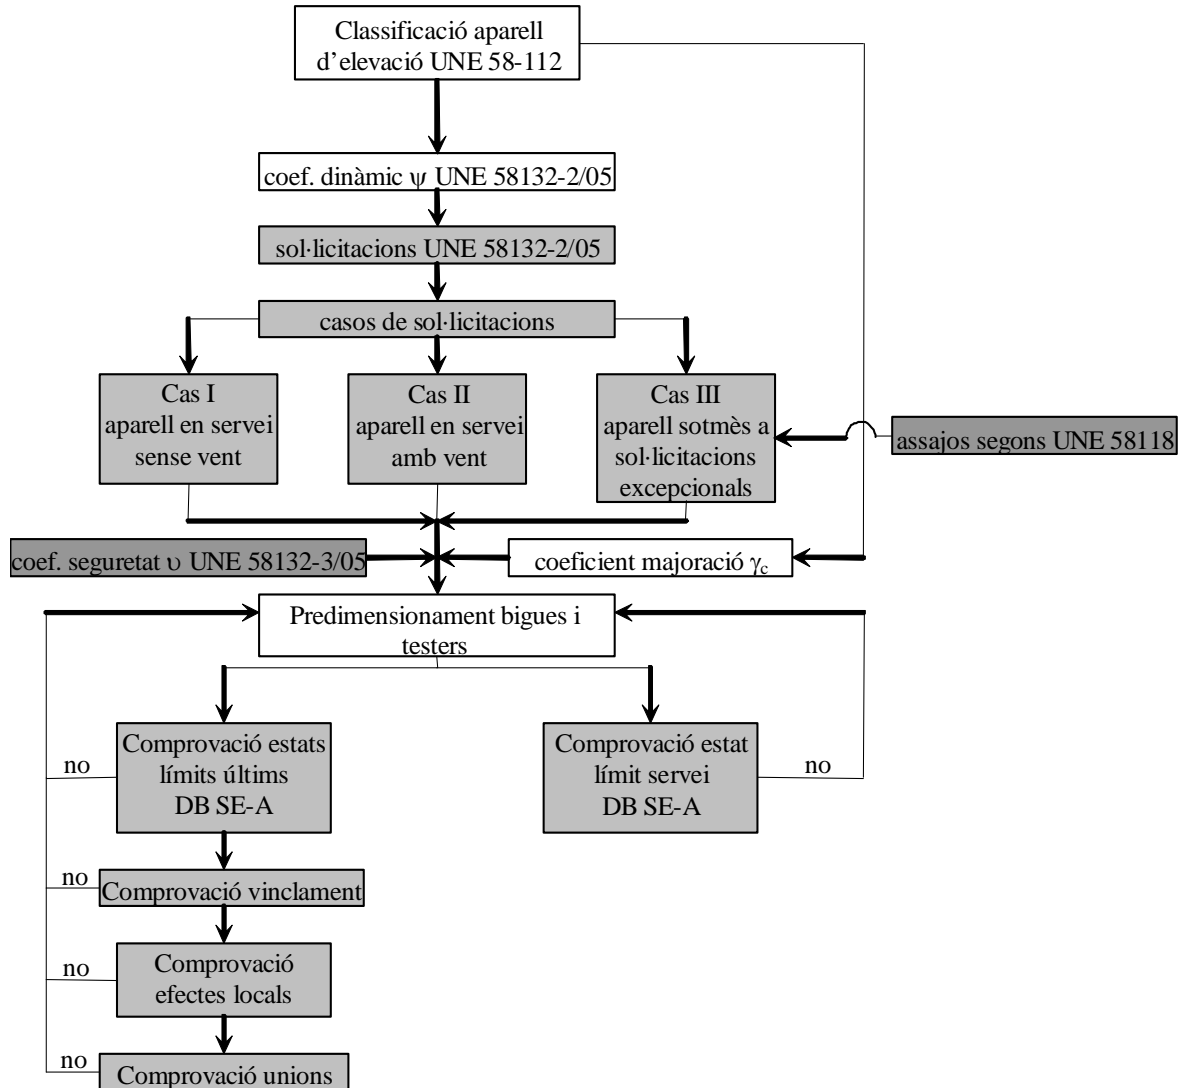 Classificació aparell
d'elevació UNE 58-112
coef. dinàmic ψ UNE 58132-2/05
sol·licitacions UNE 58132-2/05
casos de sol·licitacions
Cas I
aparell en servei
sense vent
Cas II
aparell en servei
amb vent
Cas III
aparell sotmès a
sol·licitacions
excepcionals
assajos segons UNE 58118
coef. seguretat υ UNE 58132-3/05
coeficient majoració γc
Predimensionament bigues i
testers
no
Comprovació estats
límits últims
DB SE-A
Comprovació estat
límit servei
DB SE-A
no
no
Comprovació vinclament
no
Comprovació
efectes locals
no
Comprovació unions